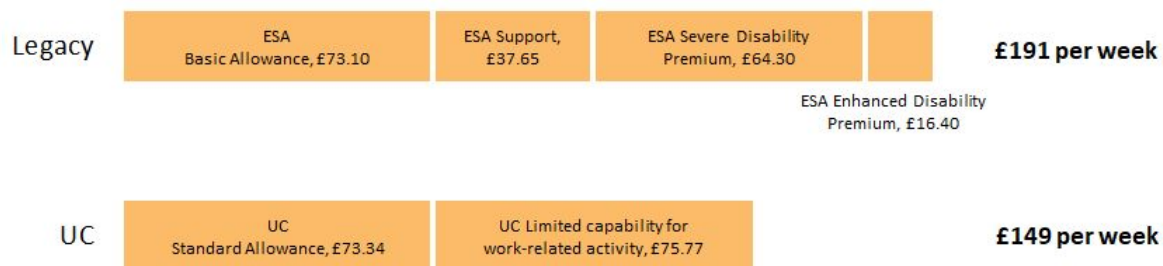 Legacy
ESA
Basic Allowance, £73.10
ESA Support,
£37.65
ESA Severe Disability
Premium, £64.30
£191 per week
ESA Enhanced Disability
Premium, £16.40
UC
UC
Standard Allowance, £73.34
UC Limited capability for
work-related activity, £75.77
£149 per week